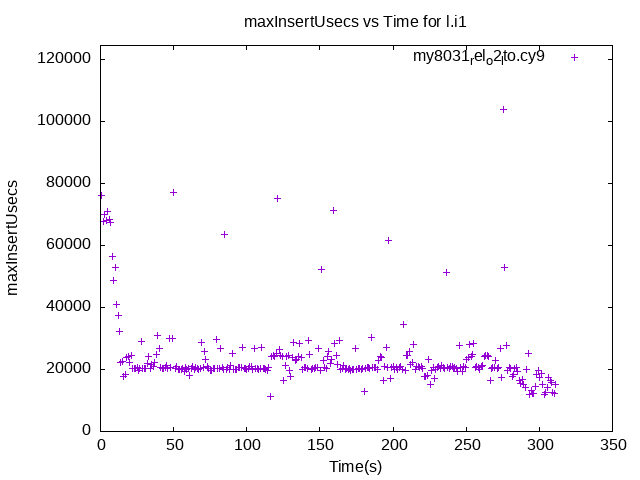 maxInsertUsecs vs Time for l.i1
my8031_rel_o2_lto.cy9
120000
100000
80000
60000
40000
20000
0
maxInsertUsecs
0 50 100 150 200 250 300 350
Time(s)